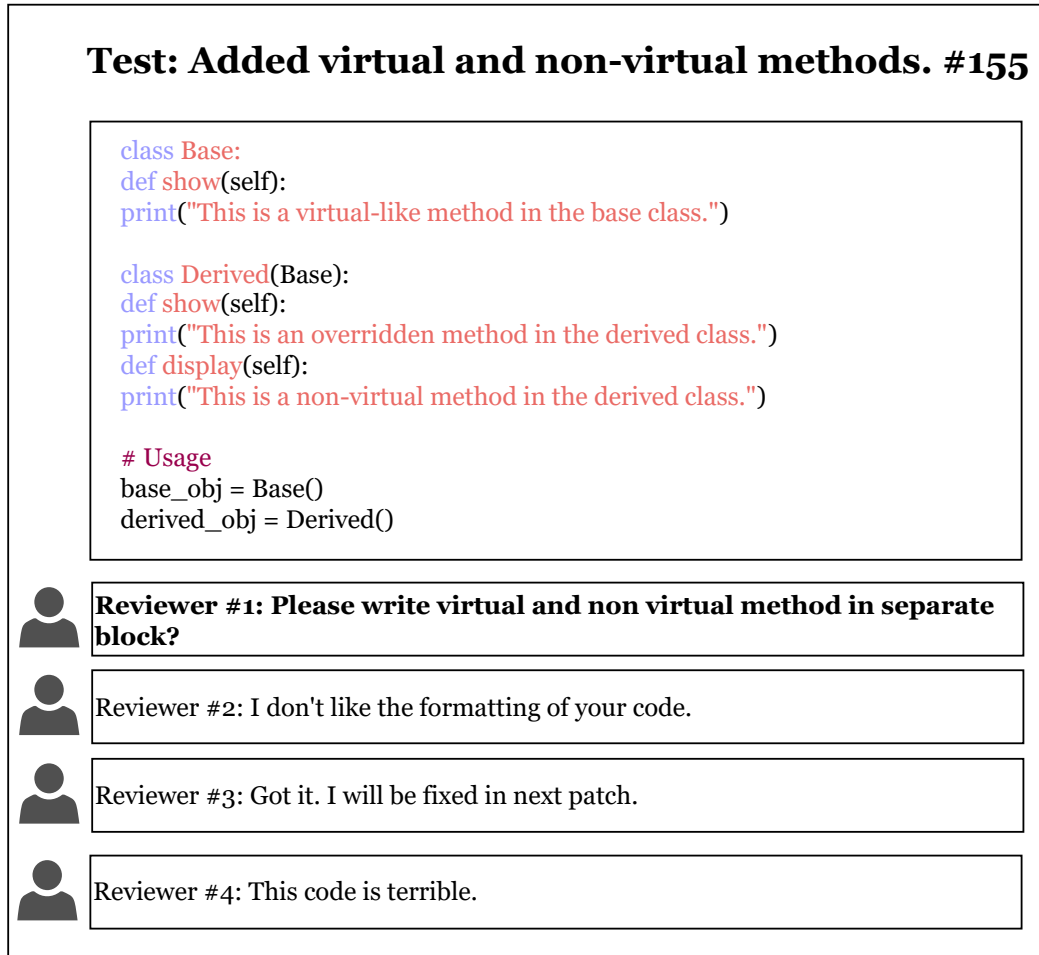 Test: Added virtual and non-virtual methods. #155
class Base:
def show(self):
print("This is a virtual-like method in the base class.")
class Derived(Base):
def show(self):
print("This is an overridden method in the derived class.")
def display(self):
print("This is a non-virtual method in the derived class.")
# Usage
base_obj = Base()
derived_obj = Derived()
Reviewer #1: Please write virtual and non virtual method in separate
block?
Reviewer #2: I don't like the formatting of your code.
Reviewer #3: Got it. I will be fixed in next patch.
Reviewer #4: This code is terrible.